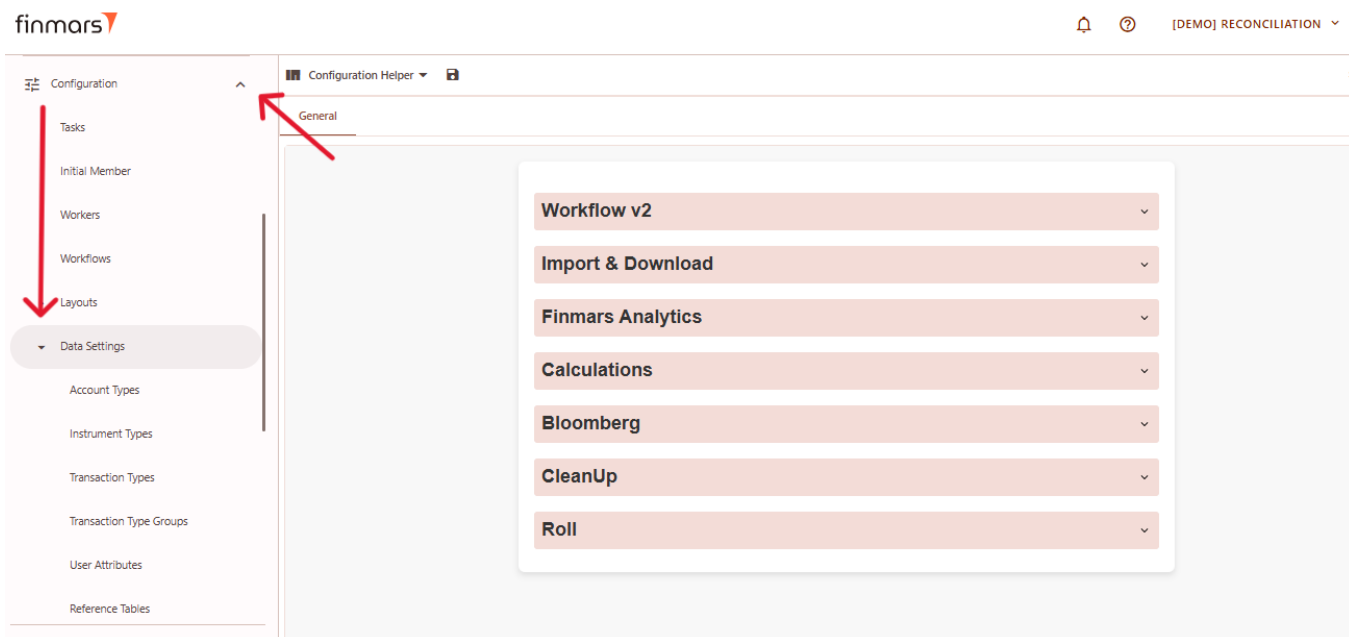 finmars
[DEMO] RECONCILIATION
Configuration
Tasks
Initial Member
Workers
Workflows
Layouts
Data Settings
Account Types
Instrument Types
Transaction Types
Transaction Type Groups
User Attributes
Reference Tables
Configuration Helper
General
Workflow v2
Import & Download
Finmars Analytics
Calculations
Bloomberg
CleanUp
Roll